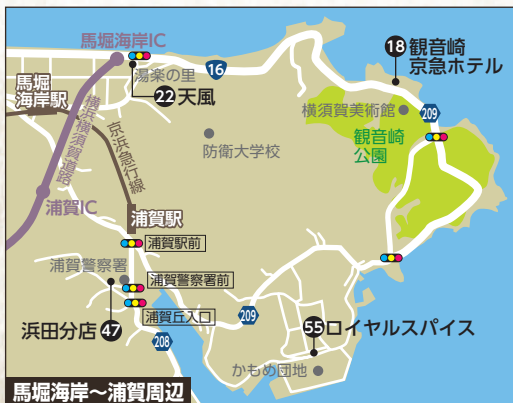 馬堀海岸IC
湯楽の里
22 天風
16
18 観音崎
京急ホテル
馬堀
海岸駅
横浜横須賀道路
京浜急行線
防衛大学校
横須賀美術館
209
観音崎
公園
浦賀IC
浦賀駅
浦賀駅前
浦賀警察署
浦賀警察署前
浜田分店 47
浦賀丘入口
208
209
55 ロイヤルスパイス
かもめ団地
馬堀海岸〜浦賀周辺